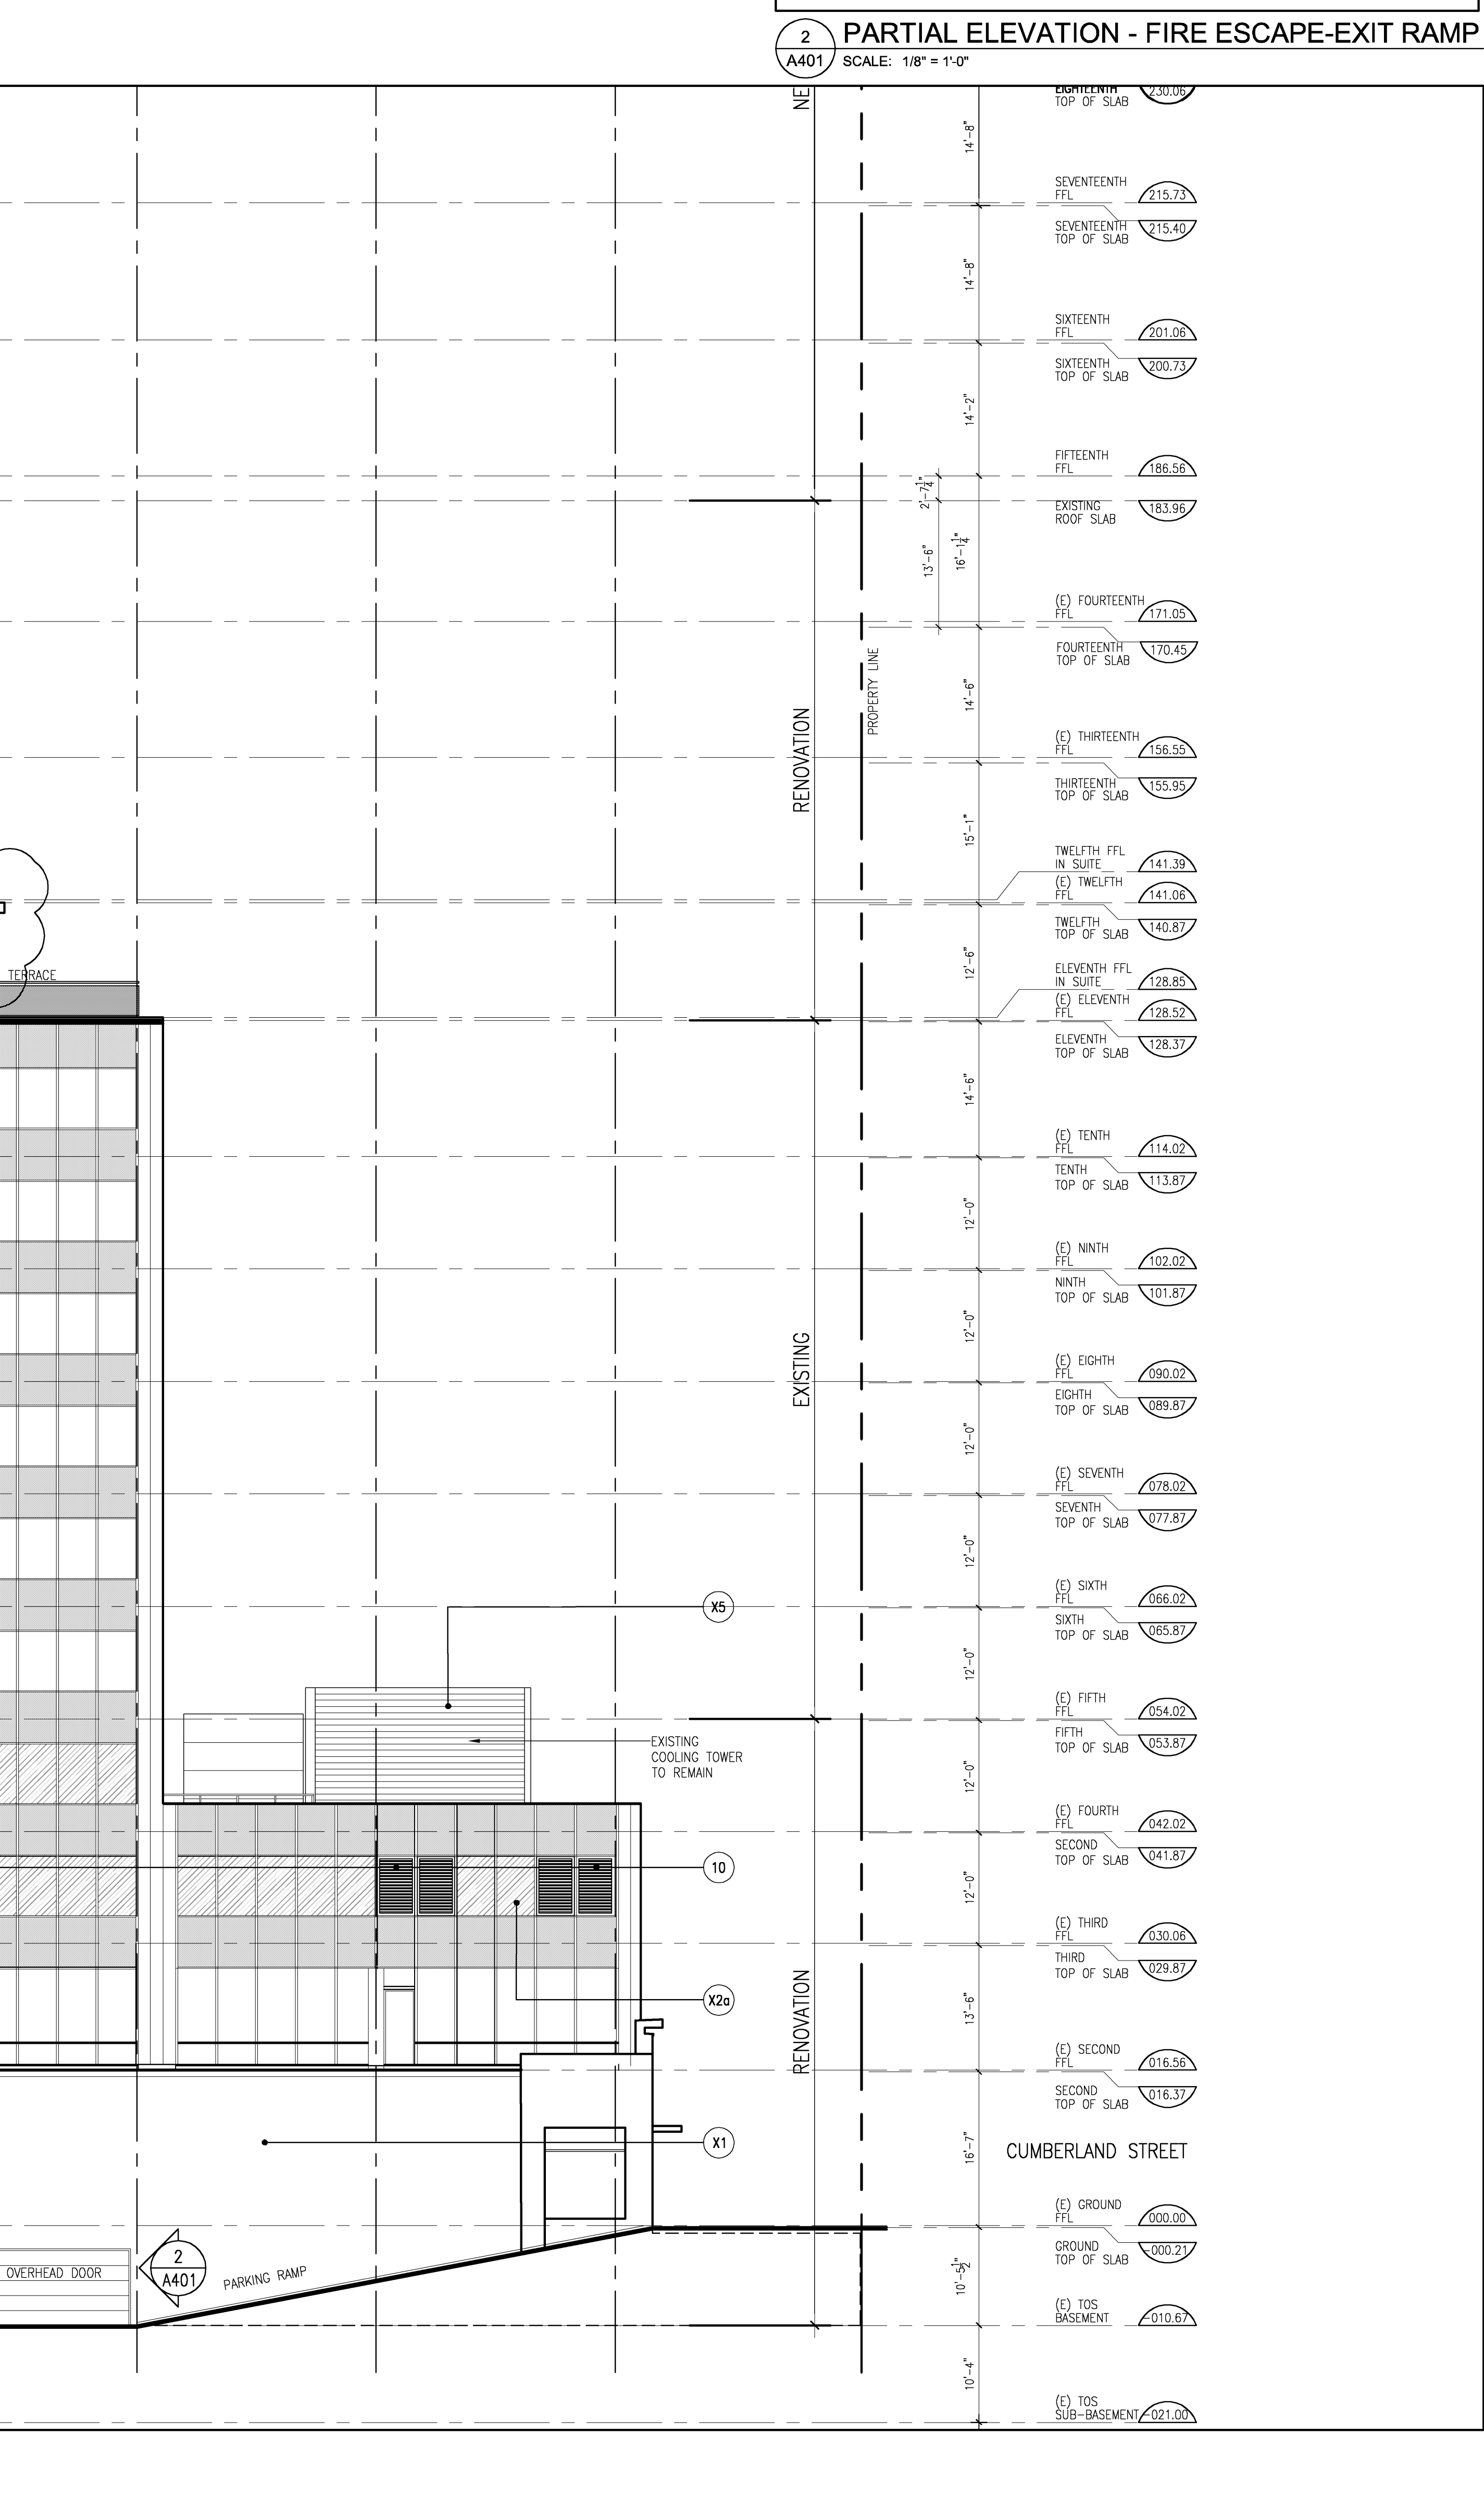 2
A401
PARTIAL ELEVATION - FIRE ESCAPE-EXIT RAMP
SCALE: 1/8" = 1'-0"
NE
EIGHTEENTH
TOP OF SLAB
230.06
14'-8"
SEVENTEENTH
FFL
215.73
SEVENTEENTH
TOP OF SLAB
215.40
14'-8"
SIXTEENTH
FFL
201.06
SIXTEENTH
TOP OF SLAB
200.73
14'-2"
FIFTEENTH
FFL
186.56
2'-7 1/4"
EXISTING
ROOF SLAB
183.96
13'-6"
16'-1 1/4"
(E) FOURTEENTH
FFL
171.05
FOURTEENTH
TOP OF SLAB
170.45
PROPERTY LINE
RENOVATION
14'-6"
(E) THIRTEENTH
FFL
156.55
THIRTEENTH
TOP OF SLAB
155.95
15'-1"
TWELFTH FFL
IN SUITE
141.39
(E) TWELFTH
FFL
141.06
TWELFTH
TOP OF SLAB
140.87
12'-6"
TERRACE
ELEVENTH FFL
IN SUITE
128.85
(E) ELEVENTH
FFL
128.52
ELEVENTH
TOP OF SLAB
128.37
14'-6"
(E) TENTH
FFL
114.02
TENTH
TOP OF SLAB
113.87
12'-0"
(E) NINTH
FFL
102.02
NINTH
TOP OF SLAB
101.87
12'-0"
EXISTING
(E) EIGHTH
FFL
090.02
EIGHTH
TOP OF SLAB
089.87
12'-0"
(E) SEVENTH
FFL
078.02
SEVENTH
TOP OF SLAB
077.87
12'-0"
X5
(E) SIXTH
FFL
066.02
SIXTH
TOP OF SLAB
065.87
12'-0"
(E) FIFTH
FFL
054.02
FIFTH
TOP OF SLAB
053.87
EXISTING
COOLING TOWER
TO REMAIN
12'-0"
(E) FOURTH
FFL
042.02
SECOND
TOP OF SLAB
041.87
10
12'-0"
(E) THIRD
FFL
030.06
THIRD
TOP OF SLAB
029.87
X2a
RENOVATION
13'-6"
(E) SECOND
FFL
016.56
SECOND
TOP OF SLAB
016.37
X1
16'-7"
CUMBERLAND STREET
(E) GROUND
FFL
000.00
GROUND
TOP OF SLAB
-000.21
OVERHEAD DOOR
2
A401
PARKING RAMP
10'-5 1/2"
(E) TOS
BASEMENT
-010.67
10'-4"
(E) TOS
SUB-BASEMENT
-021.00